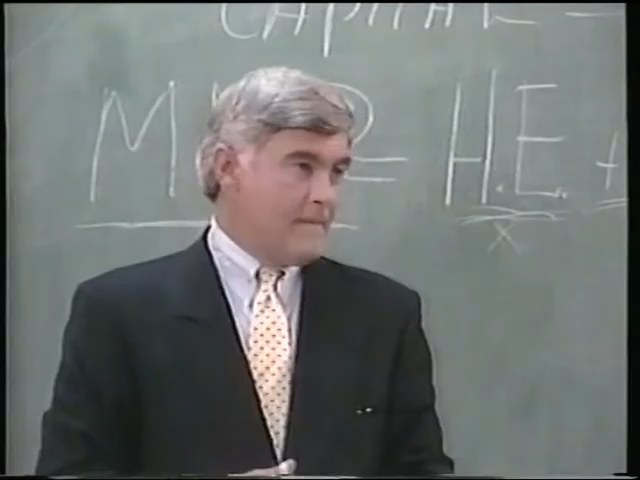 CAPITAL
M P = H.E. +
x